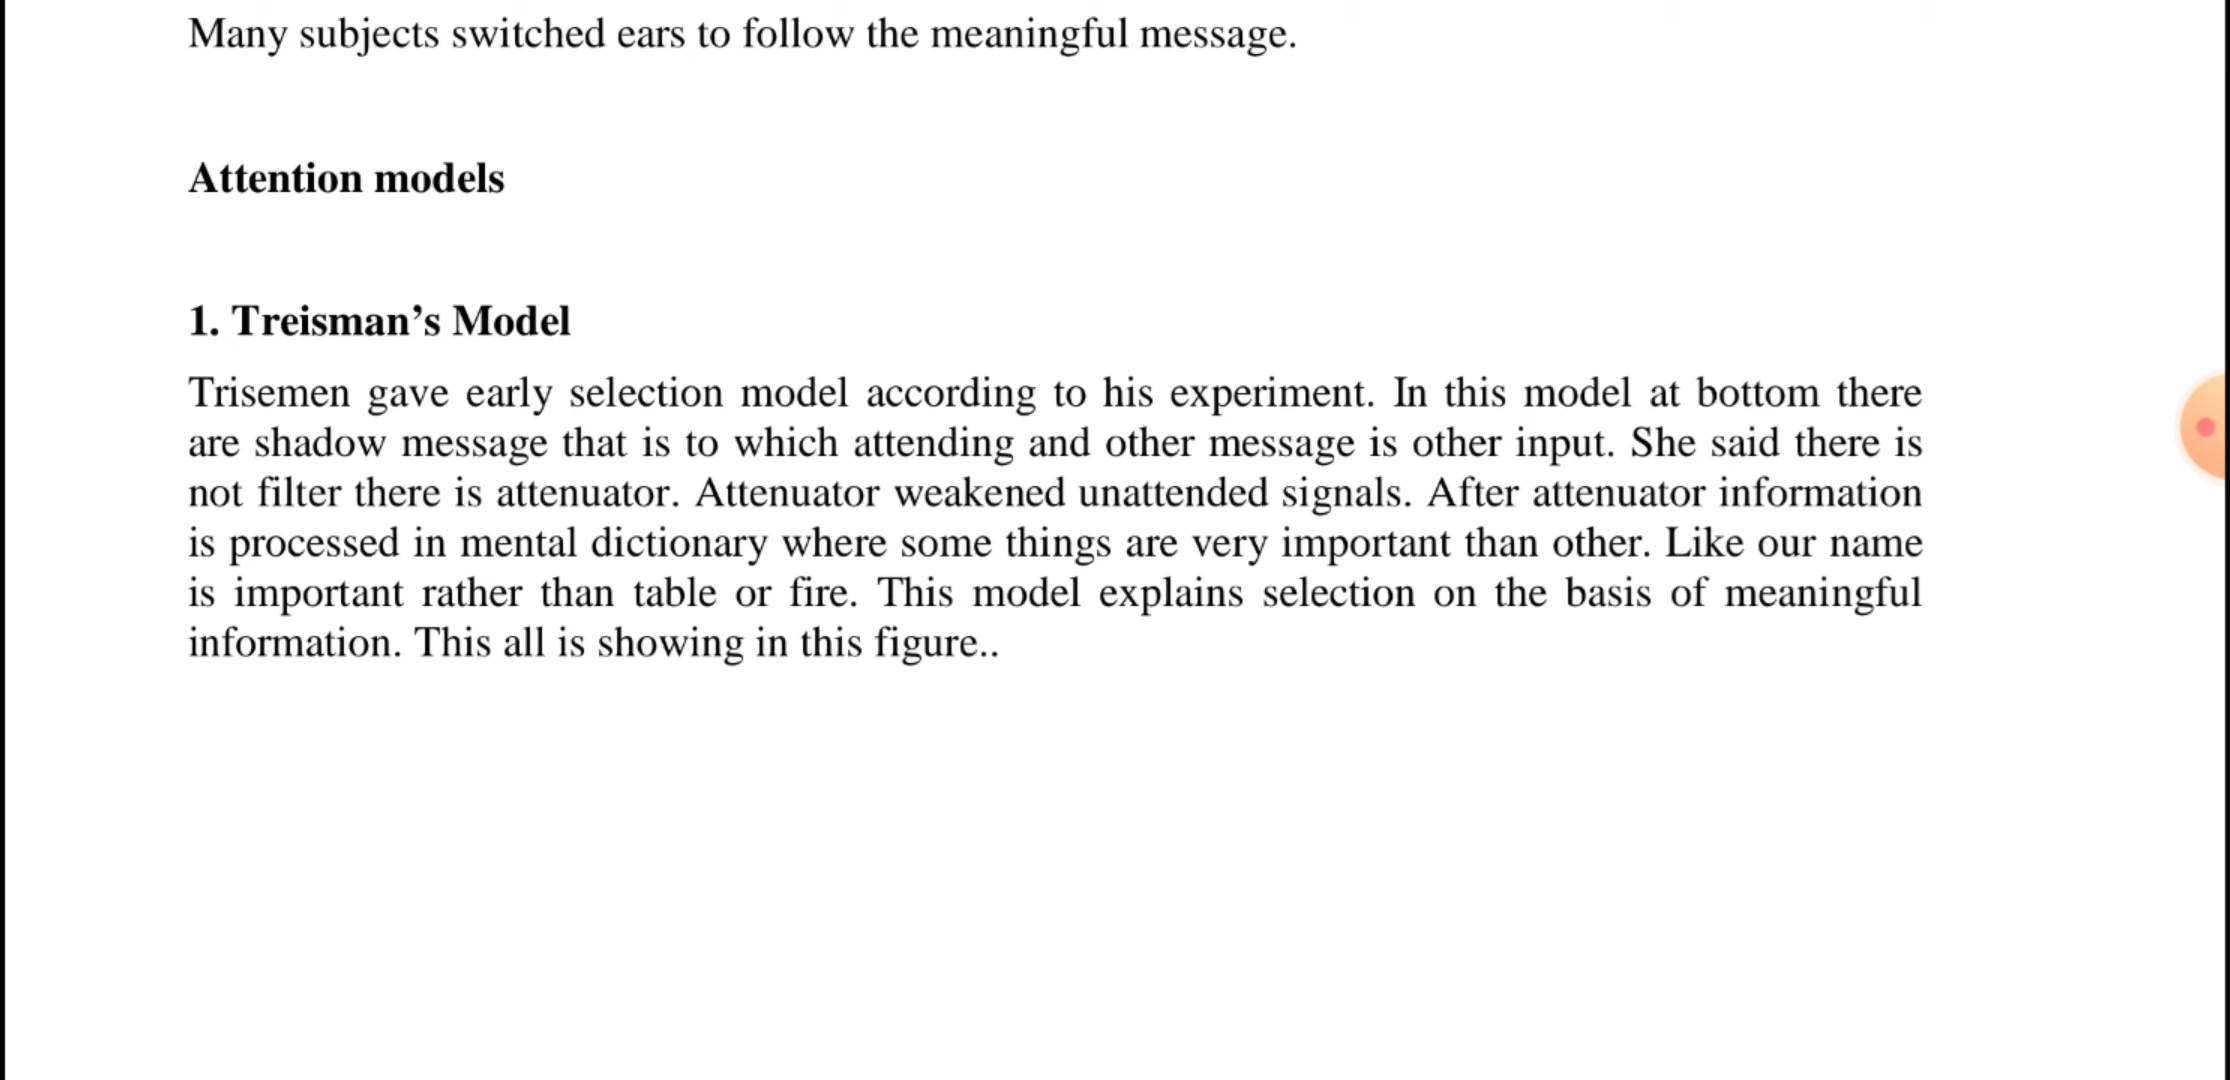 Many subjects switched ears to follow the meaningful message.
Attention models
1. Treisman’s Model
Trisemen gave early selection model according to his experiment. In this model at bottom there
are shadow message that is to which attending and other message is other input. She said there is
not filter there is attenuator. Attenuator weakened unattended signals. After attenuator information
is processed in mental dictionary where some things are very important than other. Like our name
is important rather than table or fire. This model explains selection on the basis of meaningful
information. This all is showing in this figure..